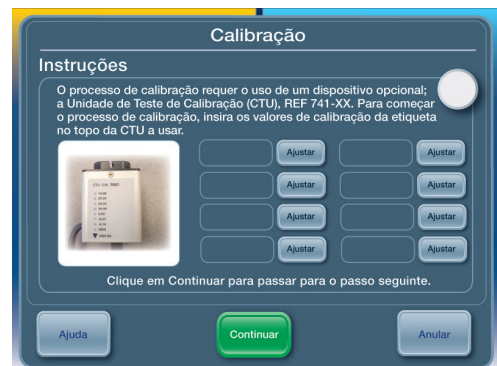 Calibração
Instruções
O processo de calibração requer o uso de um dispositivo opcional;
a Unidade de Teste de Calibração (CTU), REF 741-XX. Para começar
o processo de calibração, insira os valores de calibração da etiqueta
no topo da CTU a usar.
Ajustar Ajustar
Ajustar Ajustar
Ajustar Ajustar
Ajustar Ajustar
Clique em Continuar para passar para o passo seguinte.
Ajuda Continuar Anular